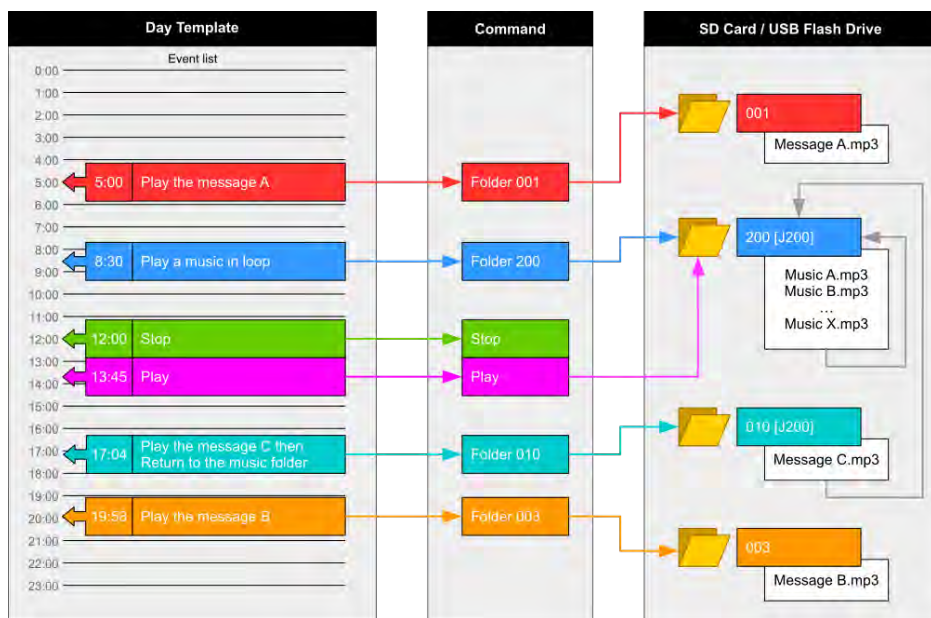 Day Template
Event list
0:00
1:00
2:00
3:00
4:00
5:00
6:00
7:00
8:00
9:00
10:00
11:00
12:00
13:00
14:00
15:00
16:00
17:00
18:00
19:00
20:00
21:00
22:00
23:00
5:00 Play the message A
8:30 Play a music in loop
12:00 Stop
13:45 Play
17:04 Play the message C then
Return to the music folder
19:58 Play the message B
Command
Folder 001
Folder 200
Stop
Play
Folder 010
Folder 003
SD Card / USB Flash Drive
001
Message A.mp3
200 [J200]
Music A.mp3
Music B.mp3
...
Music X.mp3
010 [J200]
Message C.mp3
003
Message B.mp3